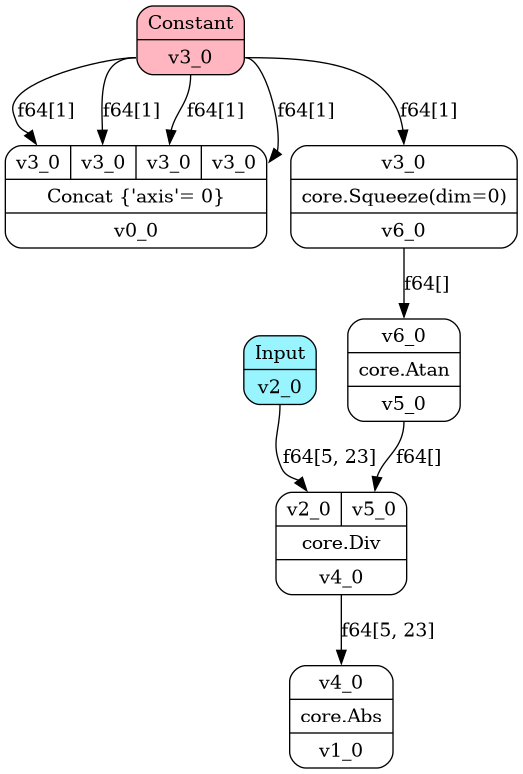 Constant
v3_0
f64[1]
f64[1]
f64[1]
f64[1]
f64[1]
v3_0 v3_0 v3_0 v3_0
Concat {'axis'= 0}
v0_0
v3_0
core.Squeeze(dim=0)
v6_0
f64[]
Input
v2_0
v6_0
core.Atan
v5_0
f64[5, 23]
f64[]
v2_0 v5_0
core.Div
v4_0
f64[5, 23]
v4_0
core.Abs
v1_0